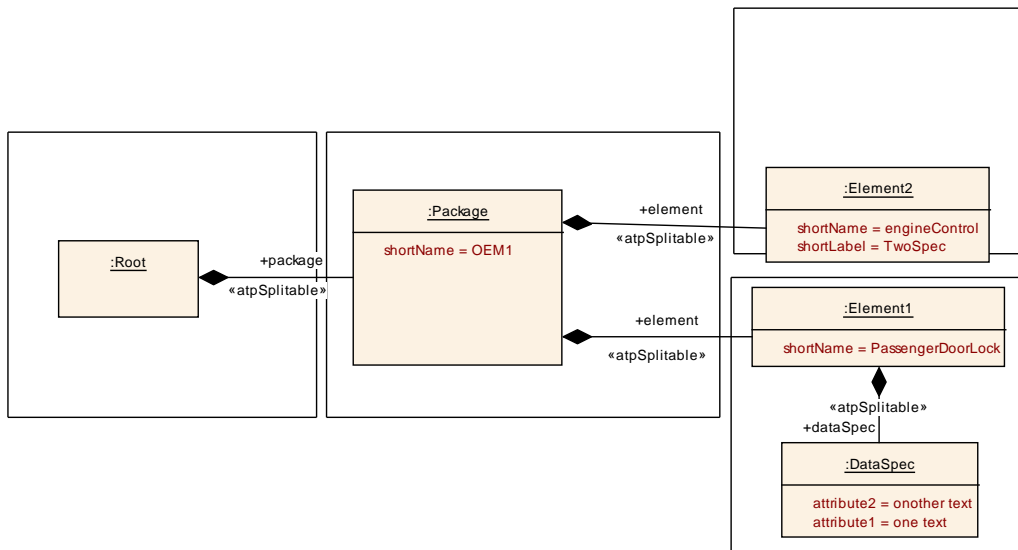 :Element2
shortName = engineControl
shortLabel = TwoSpec
:Package
shortName = OEM1
+element
«atpSplitable»
:Root
+package
«atpSplitable»
:Element1
shortName = PassengerDoorLock
+element
«atpSplitable»
«atpSplitable»
+dataSpec
:DataSpec
attribute2 = onother text
attribute1 = one text